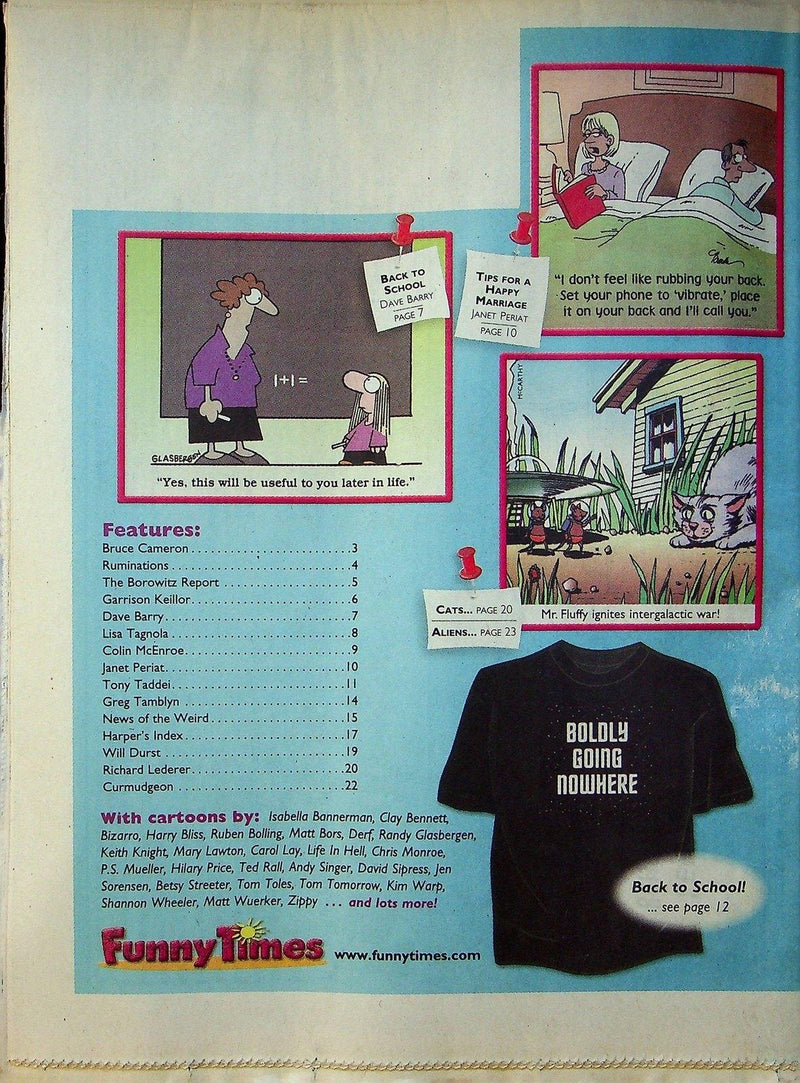 "I don't feel like rubbing your back.
Set your phone to 'vibrate,' place
it on your back and I'll call you."
BACK TO
SCHOOL
DAVE BARRY
PAGE 7
TIPS FOR A
HAPPY
MARRIAGE
JANET PERIAT
PAGE 10
1+1=
GLASBERGEN
"Yes, this will be useful to you later in life."
McCARTHY
Mr. Fluffy ignites intergalactic war!
CATS... PAGE 20
ALIENS... PAGE 23
Features:
Bruce Cameron . . . . . . . . . . . . . . . . . . . . . . . . 3
Ruminations . . . . . . . . . . . . . . . . . . . . . . . . . . 4
The Borowitz Report . . . . . . . . . . . . . . . . . . . 5
Garrison Keillor. . . . . . . . . . . . . . . . . . . . . . . . 6
Dave Barry. . . . . . . . . . . . . . . . . . . . . . . . . . . . 7
Lisa Tagnola . . . . . . . . . . . . . . . . . . . . . . . . . . 8
Colin McEnroe. . . . . . . . . . . . . . . . . . . . . . . . . 9
Janet Periat. . . . . . . . . . . . . . . . . . . . . . . . . . 10
Tony Taddei. . . . . . . . . . . . . . . . . . . . . . . . . . 11
Greg Tamblyn . . . . . . . . . . . . . . . . . . . . . . . . 14
News of the Weird. . . . . . . . . . . . . . . . . . . . 15
Harper's Index. . . . . . . . . . . . . . . . . . . . . . . . 17
Will Durst . . . . . . . . . . . . . . . . . . . . . . . . . . . 19
Richard Lederer. . . . . . . . . . . . . . . . . . . . . . . 20
Curmudgeon . . . . . . . . . . . . . . . . . . . . . . . . . 22
With cartoons by: Isabella Bannerman, Clay Bennett,
Bizarro, Harry Bliss, Ruben Bolling, Matt Bors, Derf, Randy Glasbergen,
Keith Knight, Mary Lawton, Carol Lay, Life In Hell, Chris Monroe,
P.S. Mueller, Hilary Price, Ted Rall, Andy Singer, David Sipress, Jen
Sorensen, Betsy Streeter, Tom Toles, Tom Tomorrow, Kim Warp,
Shannon Wheeler, Matt Wuerker, Zippy ... and lots more!
FunnyTimes www.funnytimes.com
BOLDLY
GOING
NOWHERE
Back to School!
... see page 12